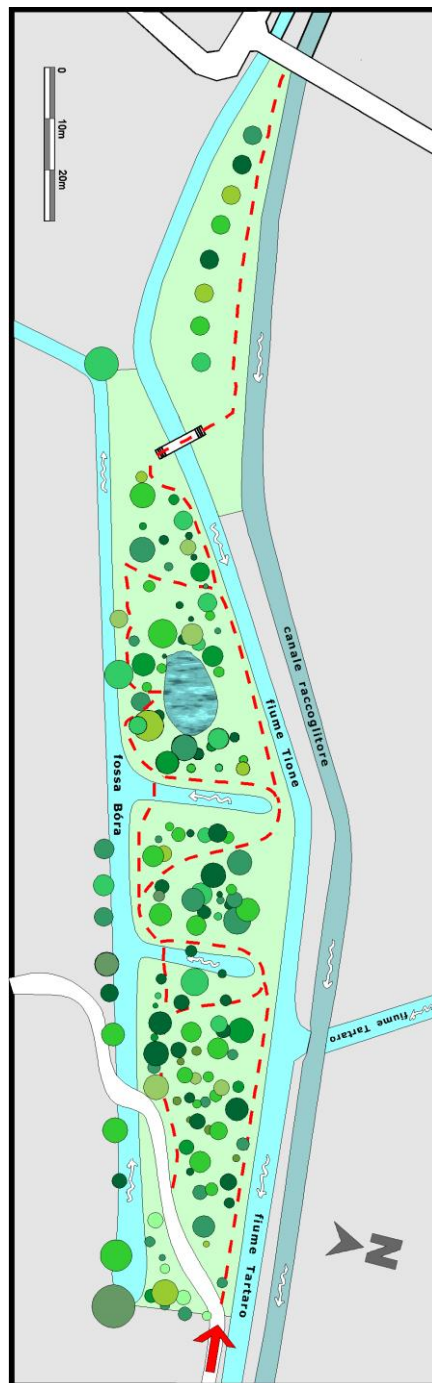 0
10m
20m
canale raccoglitore
fiume Tione
fossa Bóra
fiume Tartaro
fiume Tartaro
N